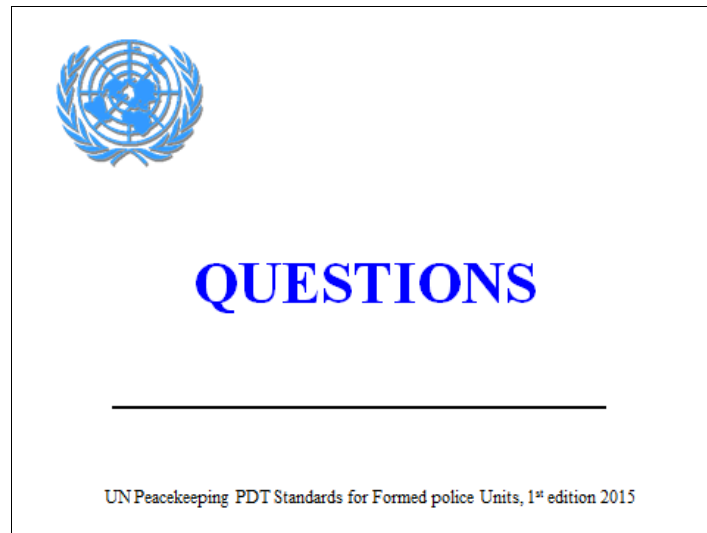 QUESTIONS
UN Peacekeeping PDT Standards for Formed police Units, 1st edition 2015